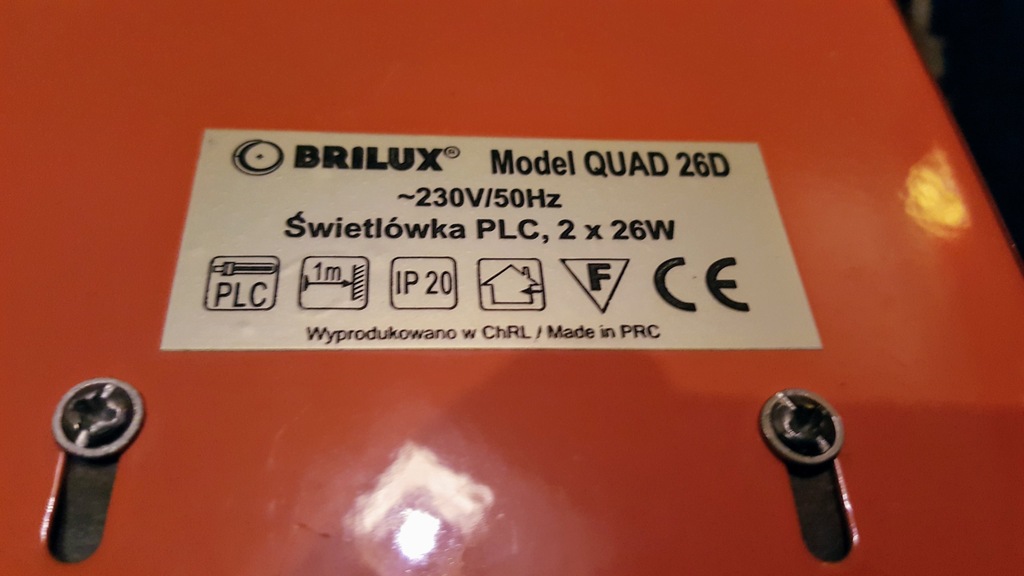 BRILUX® Model QUAD 26D
~230V/50Hz
Świetlówka PLC, 2 x 26W
PLC 1m IP 20 F CE
Wyprodukowano w ChRL / Made in PRC